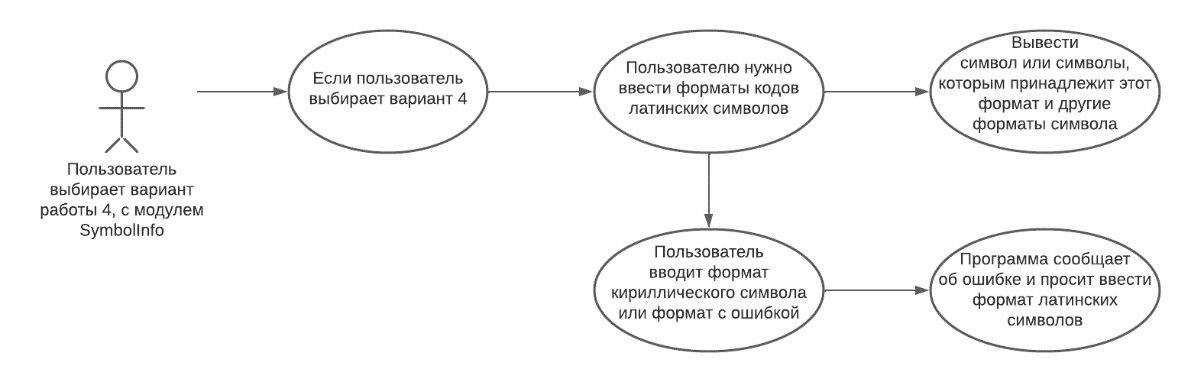 Пользователь
выбирает вариант
работы 4, с модулем
SymbolInfo
Если пользователь
выбирает вариант 4
Пользователю нужно
ввести форматы кодов
латинских символов
Вывести
символ или символы,
которым принадлежит этот
формат и другие
форматы символа
Пользователь
вводит формат
кириллического символа
или формат с ошибкой
Программа сообщает
об ошибке и просит ввести
формат латинских
символов